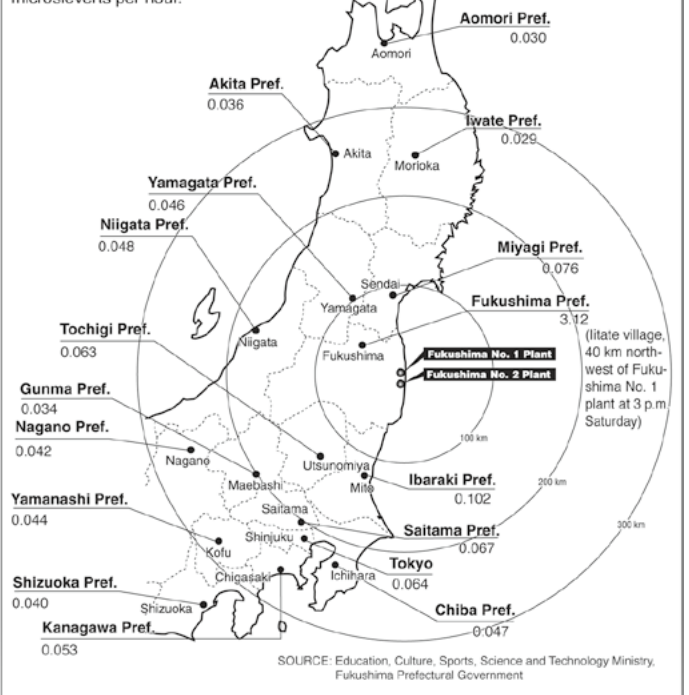 microsieverts per hour.
Aomori Pref.
0.030
Aomori
Akita Pref.
0.036
Iwate Pref.
0.029
Akita
Morioka
Yamagata Pref.
0.046
Niigata Pref.
0.048
Miyagi Pref.
0.076
Sendai
Yamagata
Fukushima Pref.
3.12
(Iitate village,
40 km north-
west of Fuku-
shima No. 1
plant at 3 p.m.
Saturday)
Tochigi Pref.
0.063
Niigata
Fukushima
Fukushima No. 1 Plant
Fukushima No. 2 Plant
Gunma Pref.
0.034
Nagano Pref.
0.042
100 km
Nagano
Utsunomiya
Maebashi
Mito
Ibaraki Pref.
0.102
200 km
Yamanashi Pref.
0.044
Saitama
Saitama Pref.
0.067
300 km
Shinjuku
Kofu
Tokyo
0.064
Chigasaki
Ichihara
Shizuoka Pref.
0.040
Shizuoka
Chiba Pref.
0.047
Kanagawa Pref.
0.053
SOURCE: Education, Culture, Sports, Science and Technology Ministry,
Fukushima Prefectural Government